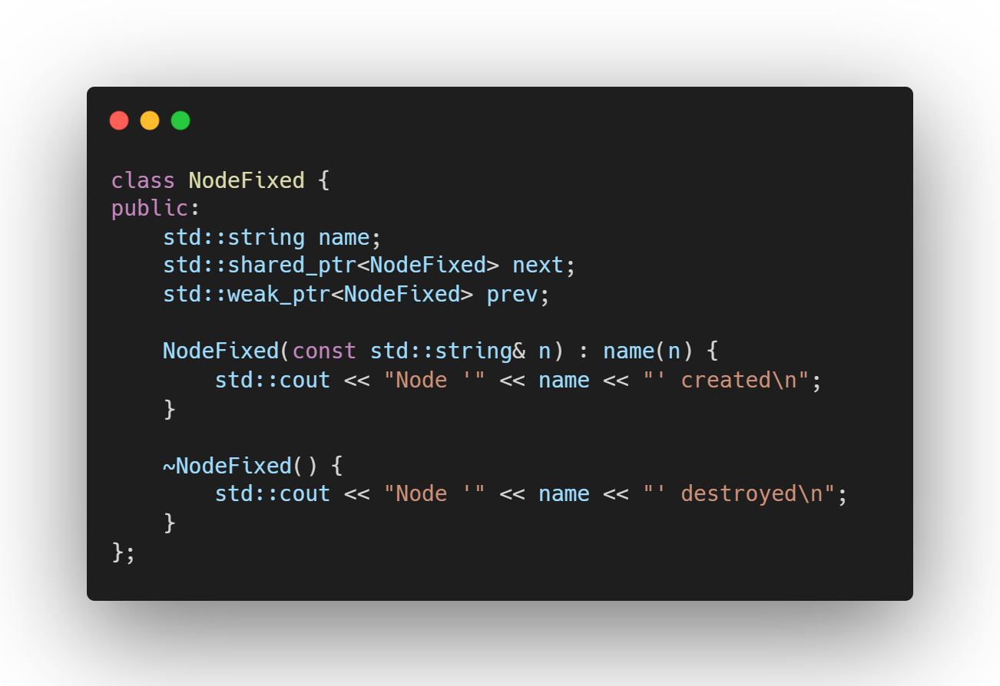 class NodeFixed {
public:
    std::string name;
    std::shared_ptr<NodeFixed> next;
    std::weak_ptr<NodeFixed> prev;

    NodeFixed(const std::string& n) : name(n) {
        std::cout << "Node '" << name << "' created\n";
    }

    ~NodeFixed() {
        std::cout << "Node '" << name << "' destroyed\n";
    }
};